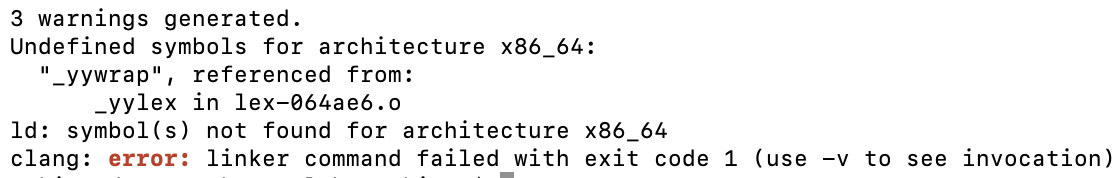 3 warnings generated.
Undefined symbols for architecture x86_64:
"_yywrap", referenced from:
_yylex in lex-064ae6.o
ld: symbol(s) not found for architecture x86_64
clang: error: linker command failed with exit code 1 (use -v to see invocation)